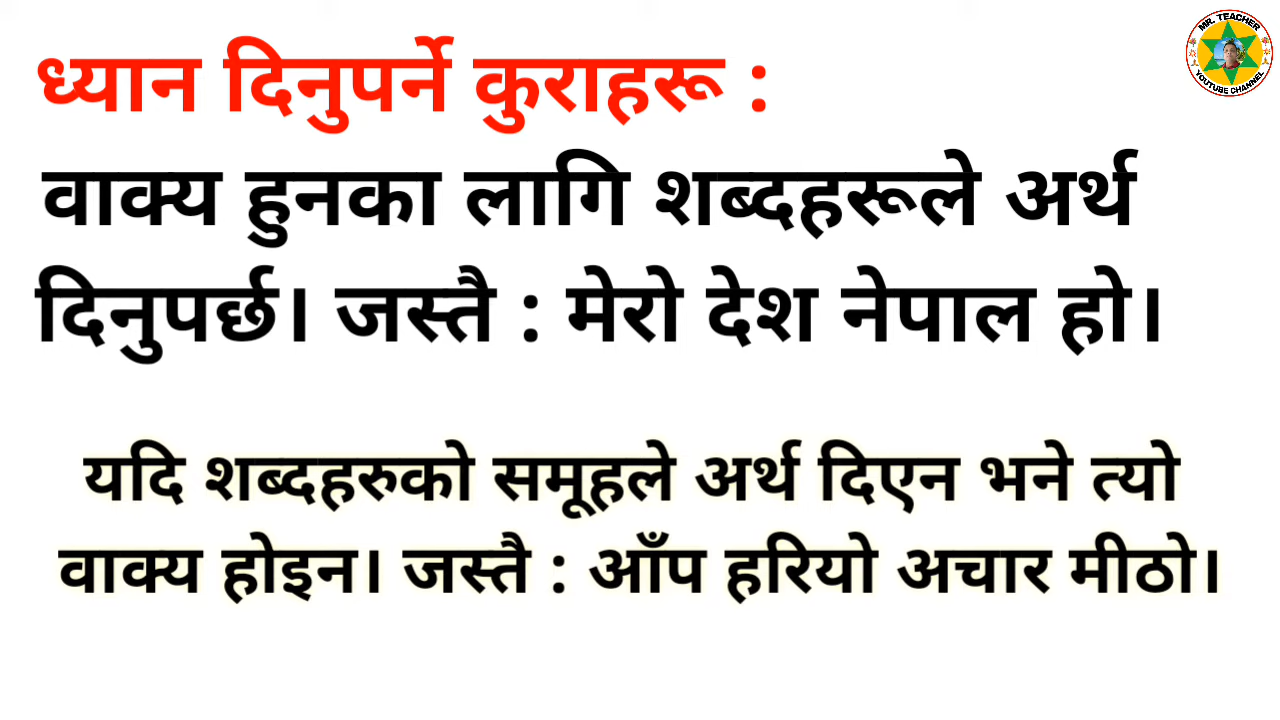 MR. TEACHER
YOUTUBE CHANNEL
ध्यान दिनुपर्ने कुराहरू :
वाक्य हुनका लागि शब्दहरूले अर्थ
दिनुपर्छ। जस्तै : मेरो देश नेपाल हो।
यदि शब्दहरुको समूहले अर्थ दिएन भने त्यो
वाक्य होइन। जस्तै : आँप हरियो अचार मीठो।